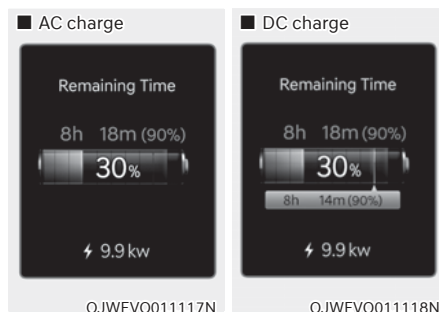 ■ AC charge
Remaining Time
8h 18m (90%)
30%
9.9 kw
OJWEVQ011117N
■ DC charge
Remaining Time
8h 18m (90%)
30%
8h 14m (90%)
9.9 kw
OJWEVQ011118N